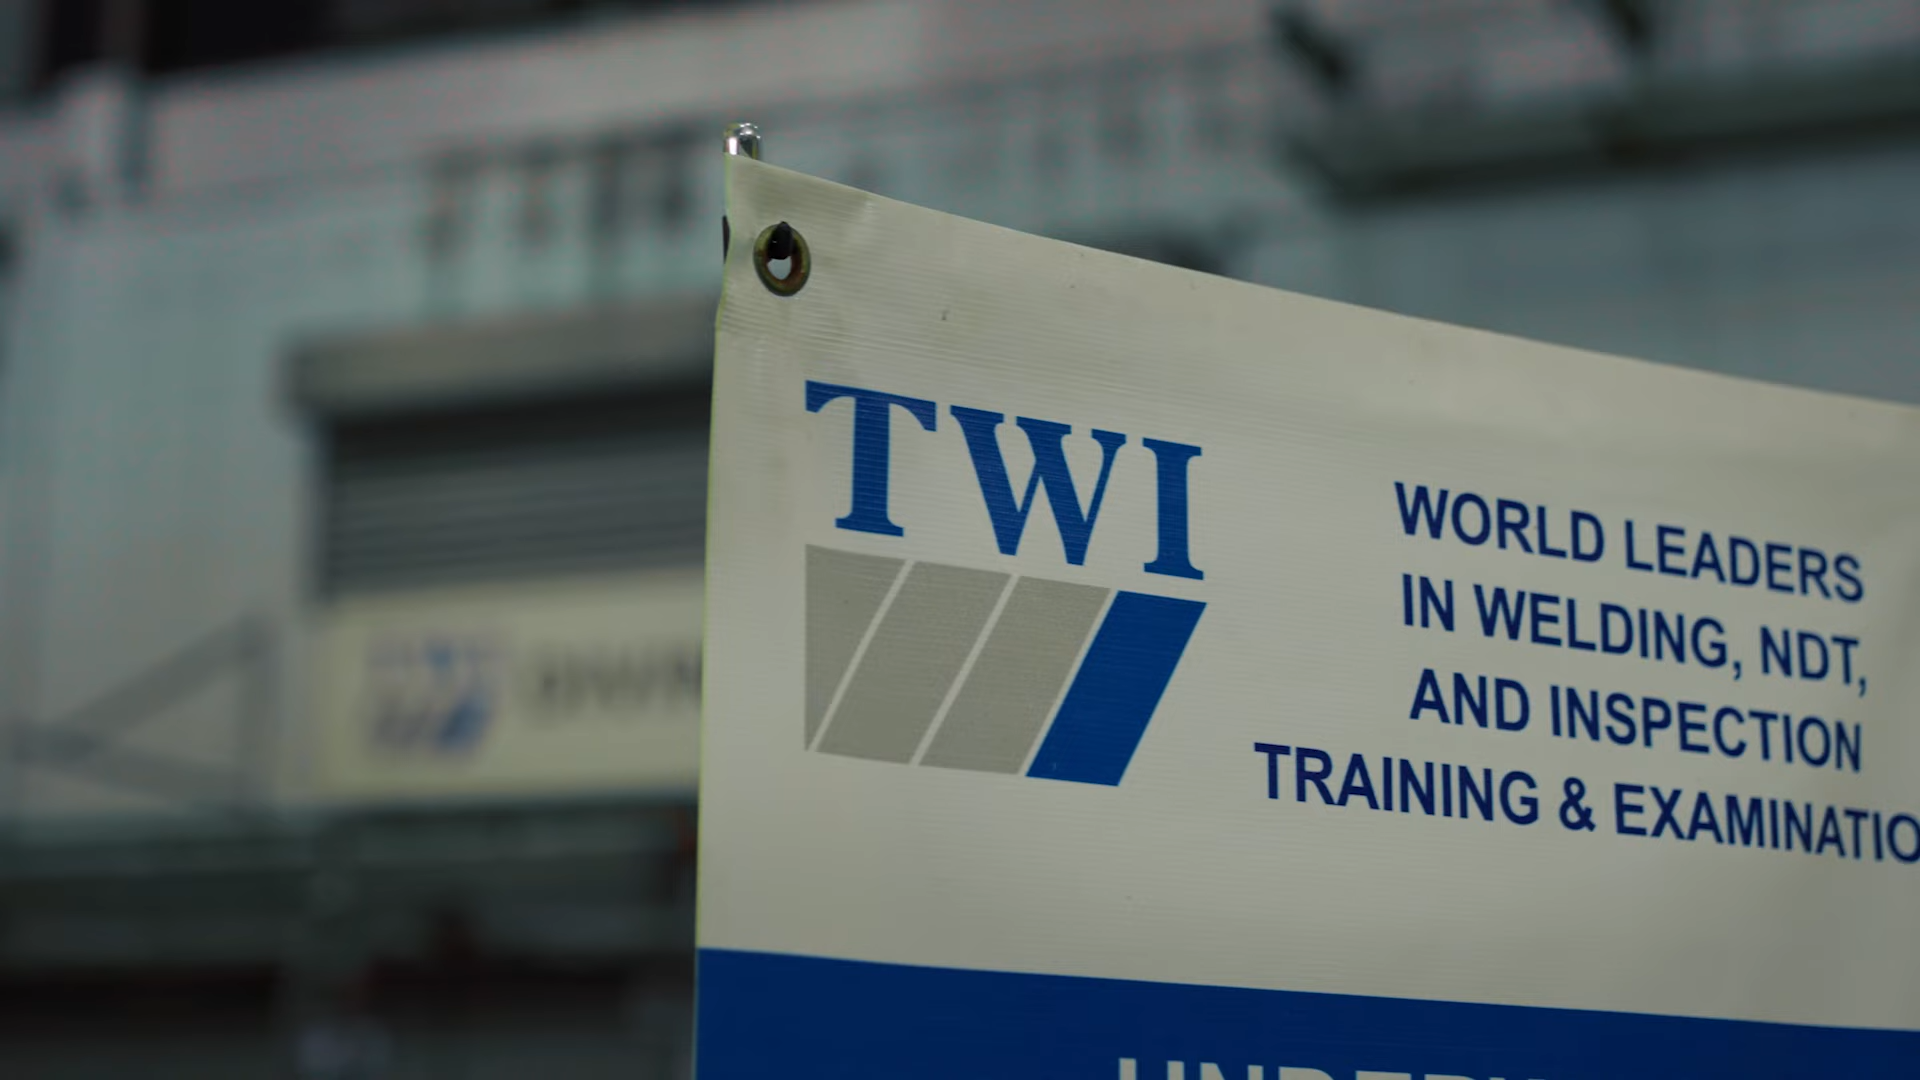 TWI
WORLD LEADERS
IN WELDING, NDT,
AND INSPECTION
TRAINING & EXAMINATIO